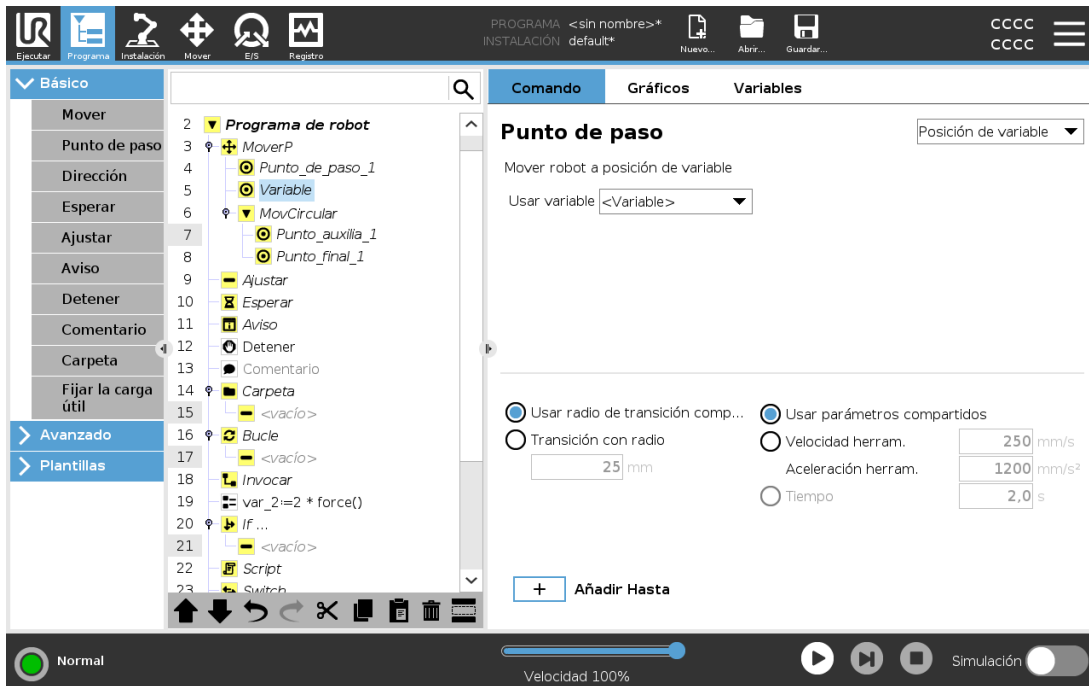 PROGRAMA <sin nombre>*
INSTALACIÓN default*
cccc
cccc
Ejecutar
Programa
Instalación
Mover
E/S
Registro
Nuevo...
Abrir...
Guardar...
Básico
Mover
Punto de paso
Dirección
Esperar
Ajustar
Aviso
Detener
Comentario
Carpeta
Fijar la carga
útil
Avanzado
Plantillas
2 Programa de robot
3 MoverP
4 Punto_de_paso_1
5 Variable
6 MovCircular
7 Punto_auxilia_1
8 Punto_final_1
9 Ajustar
10 Esperar
11 Aviso
12 Detener
13 Comentario
14 Carpeta
15 <vacío>
16 Bucle
17 <vacío>
18 Invocar
19 var_2:=2 * force()
20 If ...
21 <vacío>
22 Script
23 Switch
Comando Gráficos Variables
Punto de paso
Posición de variable
Mover robot a posición de variable
Usar variable <Variable>
Usar radio de transición comp...
Transición con radio
25 mm
Usar parámetros compartidos
Velocidad herram. 250 mm/s
Aceleración herram. 1200 mm/s²
Tiempo 2,0 s
+ Añadir Hasta
Normal
Velocidad 100%
Simulación